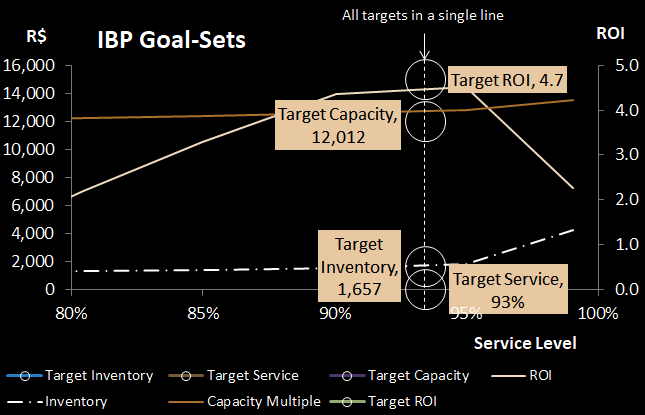 All targets in a single line
R$
IBP Goal-Sets
ROI
16,000
14,000
12,000
10,000
8,000
6,000
4,000
2,000
0
5.0
4.0
3.0
2.0
1.0
0.0
Target ROI, 4.7
Target Capacity,
12,012
Target
Inventory,
1,657
Target Service,
93%
80%
85%
90%
95%
100%
Service Level
Target Inventory
Target Service
Target Capacity
ROI
Inventory
Capacity Multiple
Target ROI